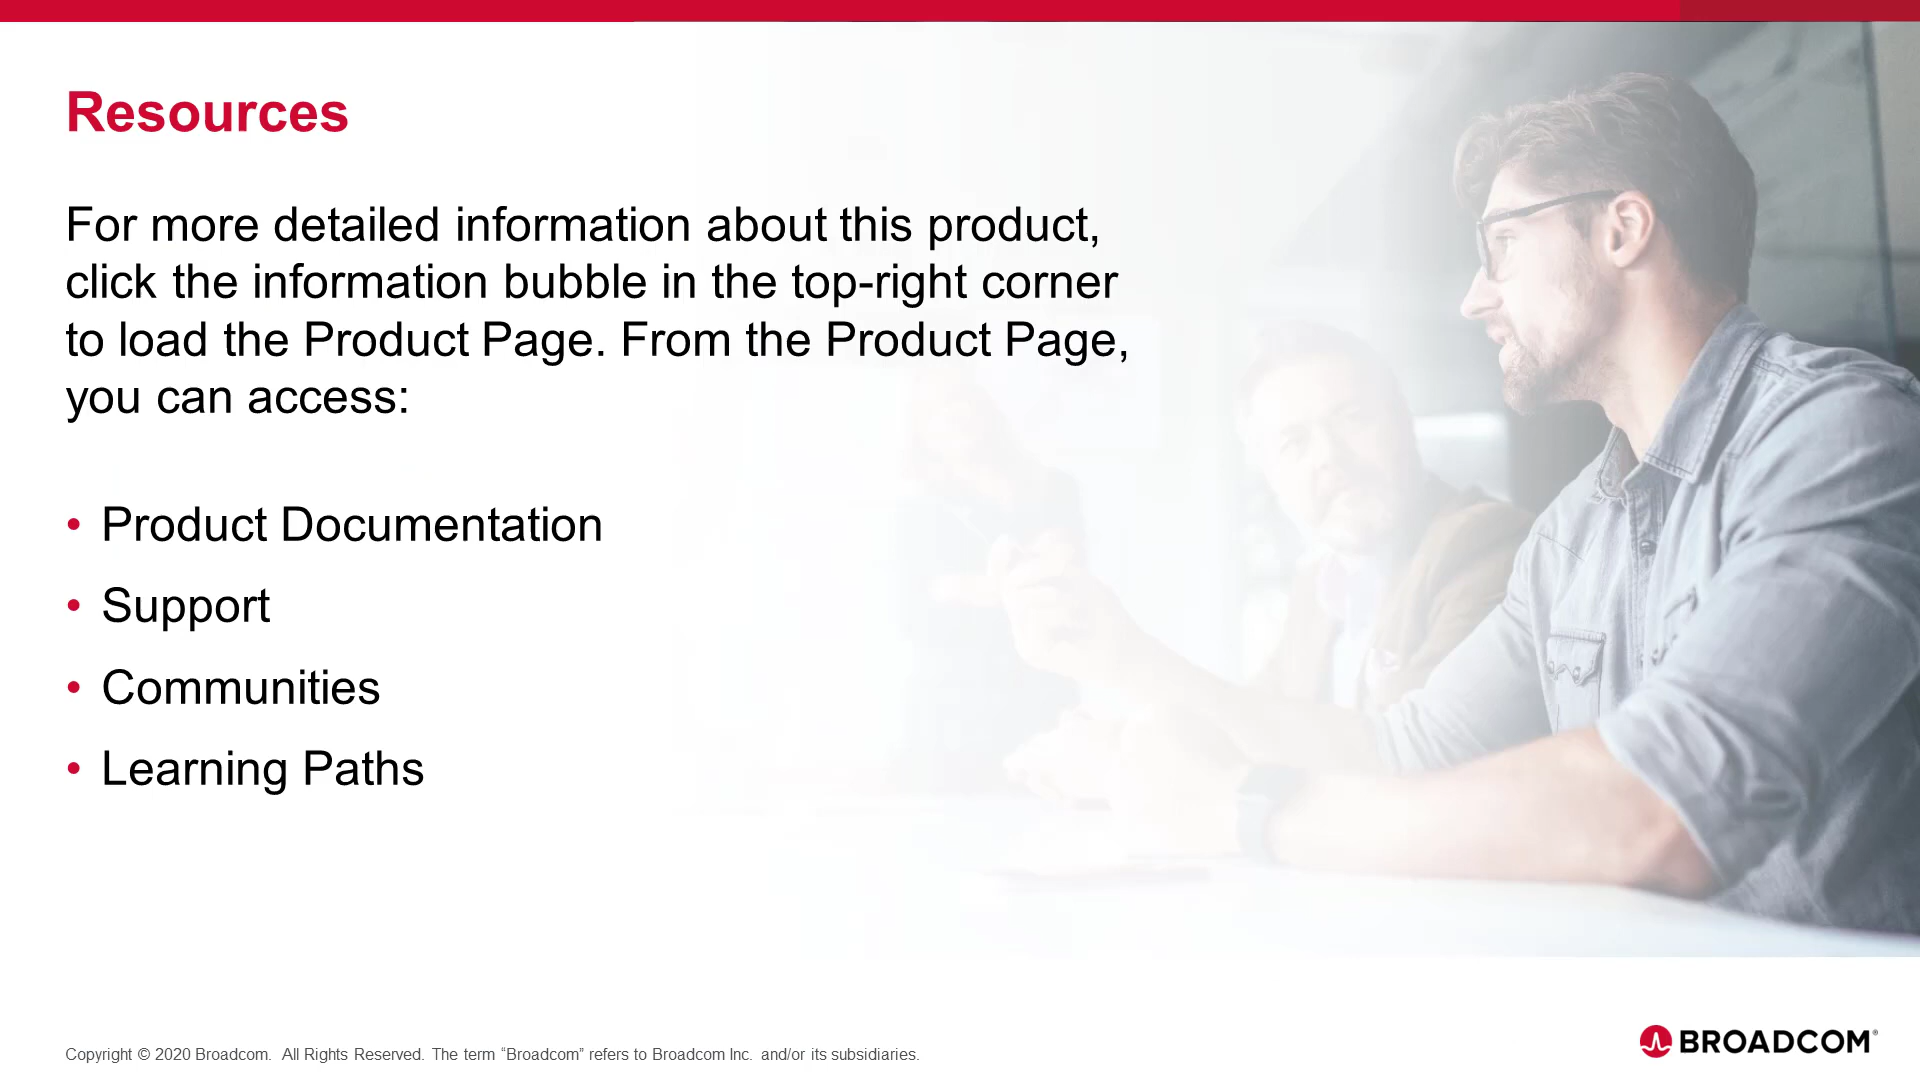 Resources
For more detailed information about this product,
click the information bubble in the top-right corner
to load the Product Page. From the Product Page,
you can access:
• Product Documentation
• Support
• Communities
• Learning Paths
Copyright © 2020 Broadcom. All Rights Reserved. The term “Broadcom” refers to Broadcom Inc. and/or its subsidiaries.
BROADCOM®